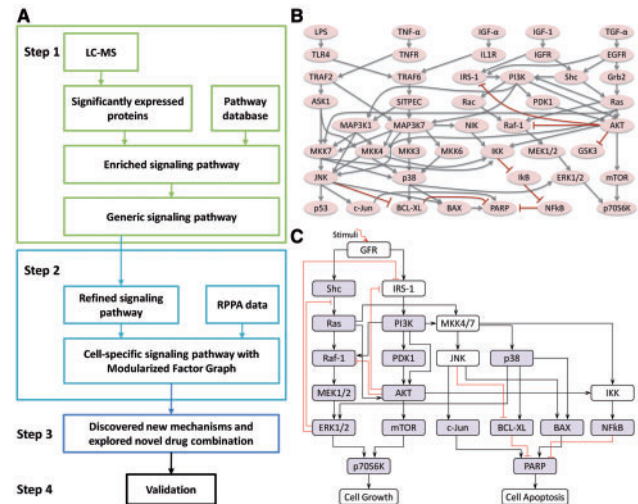 A
Step 1
LC-MS
Significantly expressed
proteins
Pathway
database
Enriched signaling pathway
Generic signaling pathway
Step 2
Refined signaling
pathway
RPPA data
Cell-specific signaling pathway with
Modularized Factor Graph
Step 3
Discovered new mechanisms and
explored novel drug combination
Step 4
Validation
B
LPS
TNF-α
IGF-α
IGF-1
TGF-α
TLR4
TNFR
IL1R
IGFR
EGFR
TRAF2
TRAF6
IRS-1
PI3K
Shc
Grb2
ASK1
SITPEC
Rac
PDK1
Ras
MAP3K1
MAP3K7
NIK
Raf-1
AKT
MKK7
MKK4
MKK3
MKK6
IKK
MEK1/2
GSK3
JNK
p38
IkB
ERK1/2
mTOR
p53
c-Jun
BCL-XL
BAX
PARP
NFkB
p7056K
C
Stimuli
GFR
Shc
IRS-1
Ras
PI3K
MKK4/7
Raf-1
PDK1
JNK
p38
MEK1/2
AKT
IKK
ERK1/2
mTOR
c-Jun
BCL-XL
BAX
NFkB
p7056K
PARP
Cell Growth
Cell Apoptosis